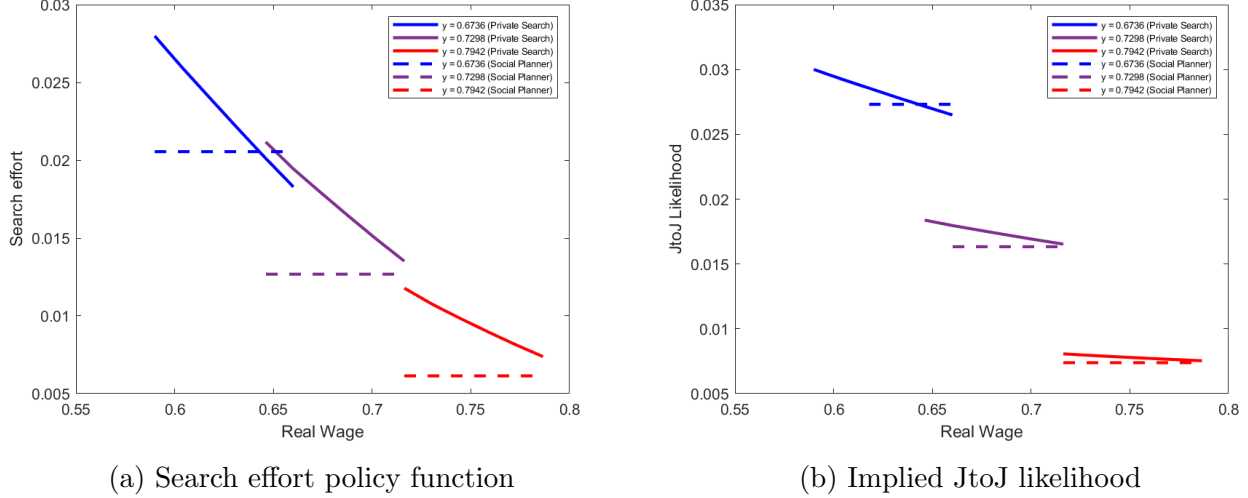 0.03
0.025
0.02
0.015
0.01
0.005
Search effort
0.55
0.6
0.65
0.7
0.75
0.8
Real Wage
y = 0.6736 (Private Search)
y = 0.7298 (Private Search)
y = 0.7942 (Private Search)
y = 0.6736 (Social Planner)
y = 0.7298 (Social Planner)
y = 0.7942 (Social Planner)
(a) Search effort policy function
0.035
0.03
0.025
0.02
0.015
0.01
0.005
JtoJ Likelihood
0.55
0.6
0.65
0.7
0.75
0.8
Real Wage
y = 0.6736 (Private Search)
y = 0.7298 (Private Search)
y = 0.7942 (Private Search)
y = 0.6736 (Social Planner)
y = 0.7298 (Social Planner)
y = 0.7942 (Social Planner)
(b) Implied JtoJ likelihood